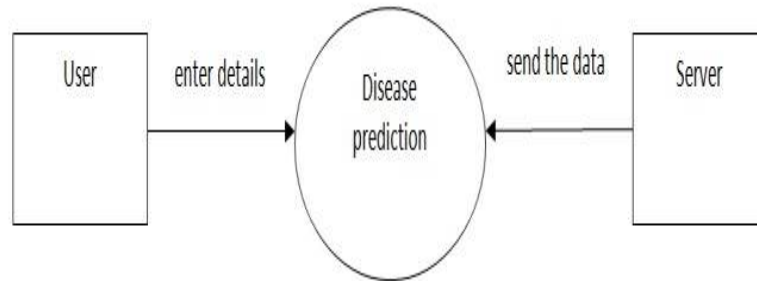 User
enter details
Disease
prediction
send the data
Server